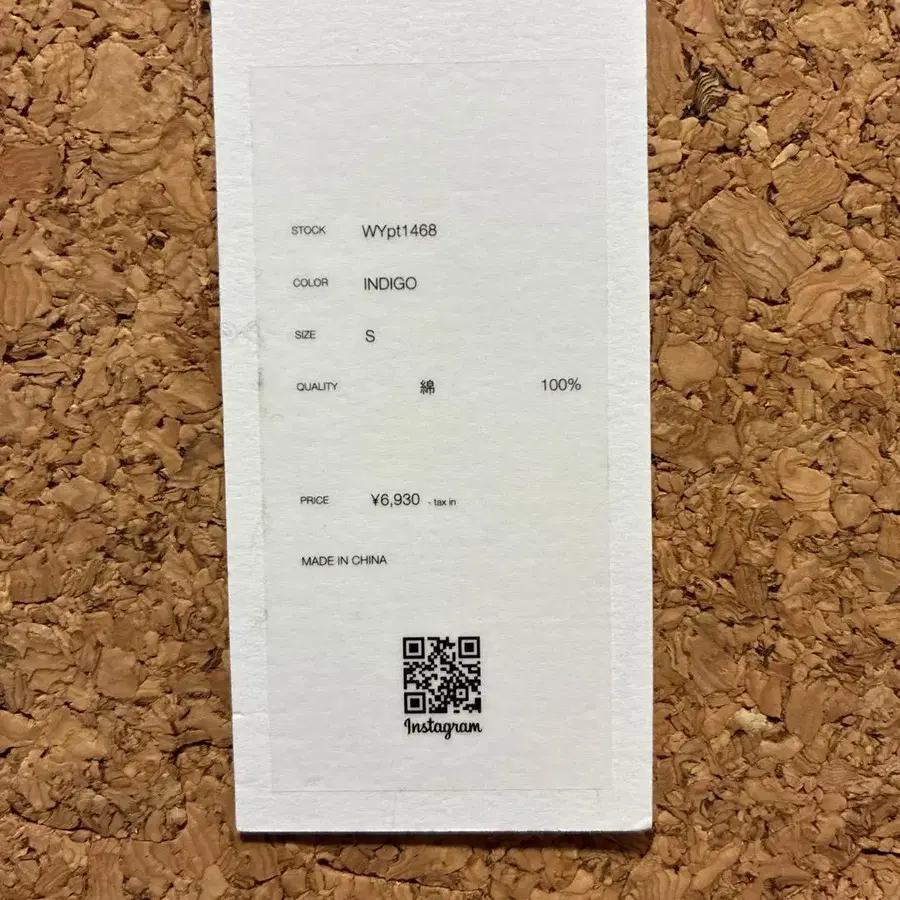 STOCK WYpt1468
COLOR INDIGO
SIZE S
QUALITY 綿 100%
PRICE ¥6,930 - tax in
MADE IN CHINA
Instagram